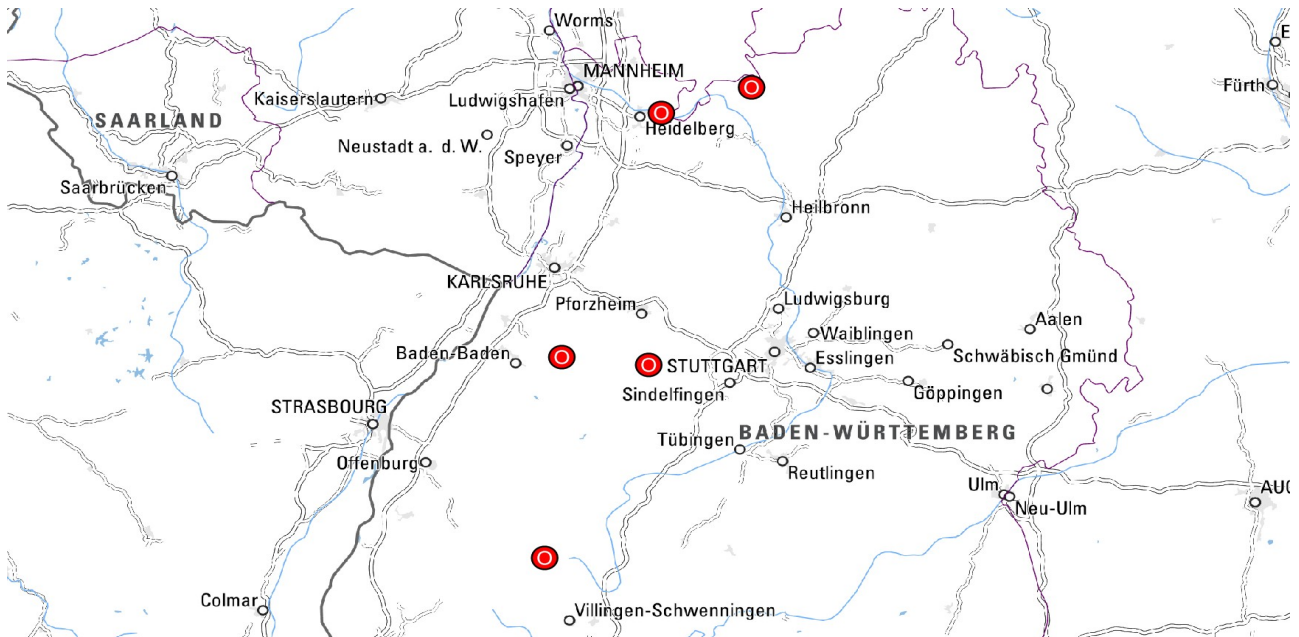 Worms
E
MANNHEIM
Kaiserslautern
Ludwigshafen
Fürth
O
O
SAARLAND
Heidelberg
Neustadt a. d. W.
Speyer
Saarbrücken
Heilbronn
KARLSRUHE
Pforzheim
Ludwigsburg
Waiblingen
Aalen
Baden-Baden
O
O
STUTTGART
Esslingen
Schwäbisch Gmünd
Sindelfingen
Göppingen
STRASBOURG
Tübingen
BADEN-WÜRTTEMBERG
Offenburg
Reutlingen
Ulm
AUG
Neu-Ulm
O
Colmar
Villingen-Schwenningen